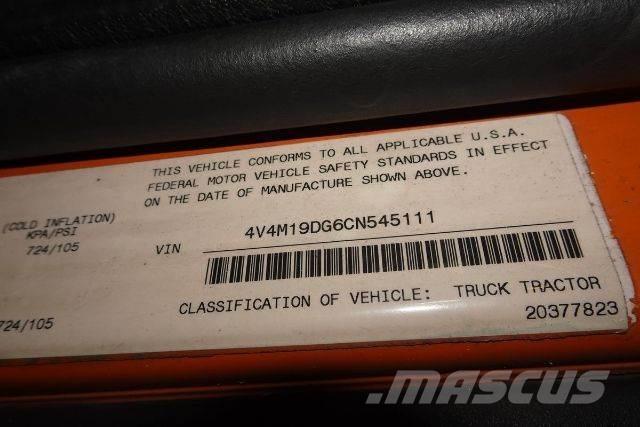 THIS VEHICLE CONFORMS TO ALL APPLICABLE U.S.A.
FEDERAL MOTOR VEHICLE SAFETY STANDARDS IN EFFECT
ON THE DATE OF MANUFACTURE SHOWN ABOVE.
(COLD INFLATION)
KPA/PSI
724/105
VIN 4V4M19DG6CN545111
724/105
CLASSIFICATION OF VEHICLE: TRUCK TRACTOR
20377823
MASCUS